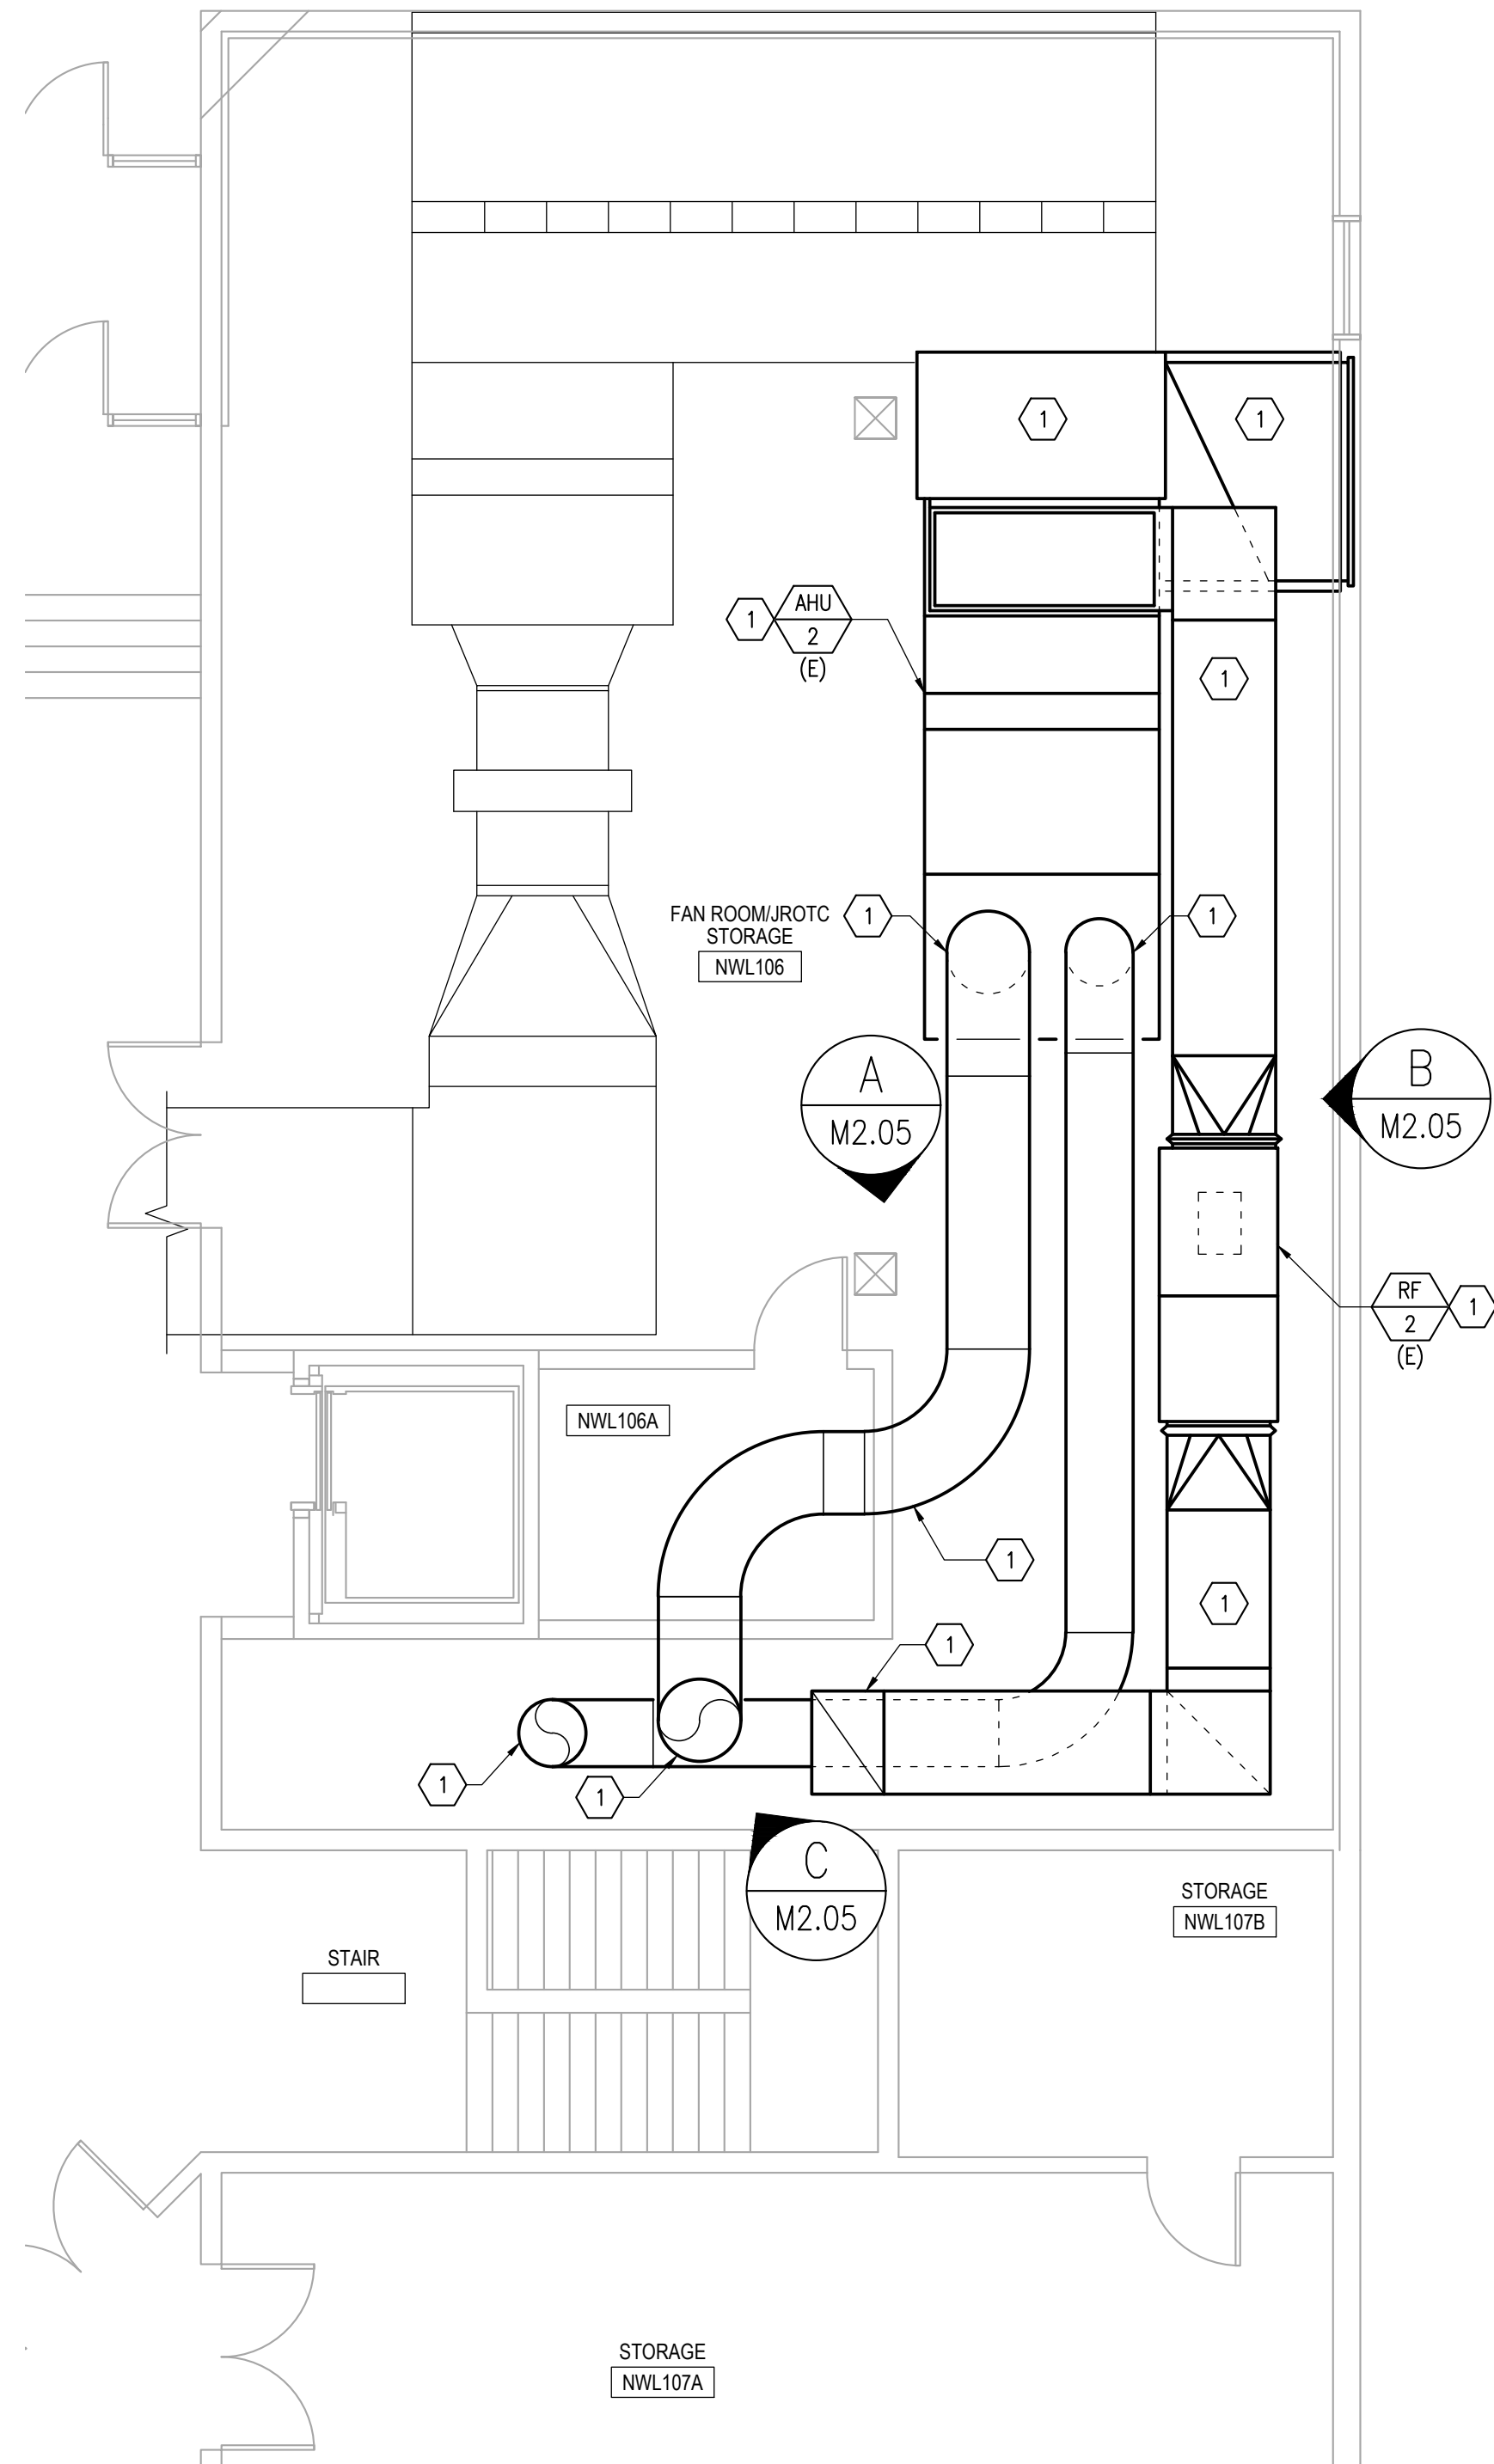 1
1
1
AHU
2
(E)
1
FAN ROOM/JROTC
STORAGE
NWL106
1
1
A
M2.05
B
M2.05
RF
2
(E)
1
NWL106A
1
1
1
1
1
C
M2.05
STORAGE
NWL107B
STAIR
STORAGE
NWL107A